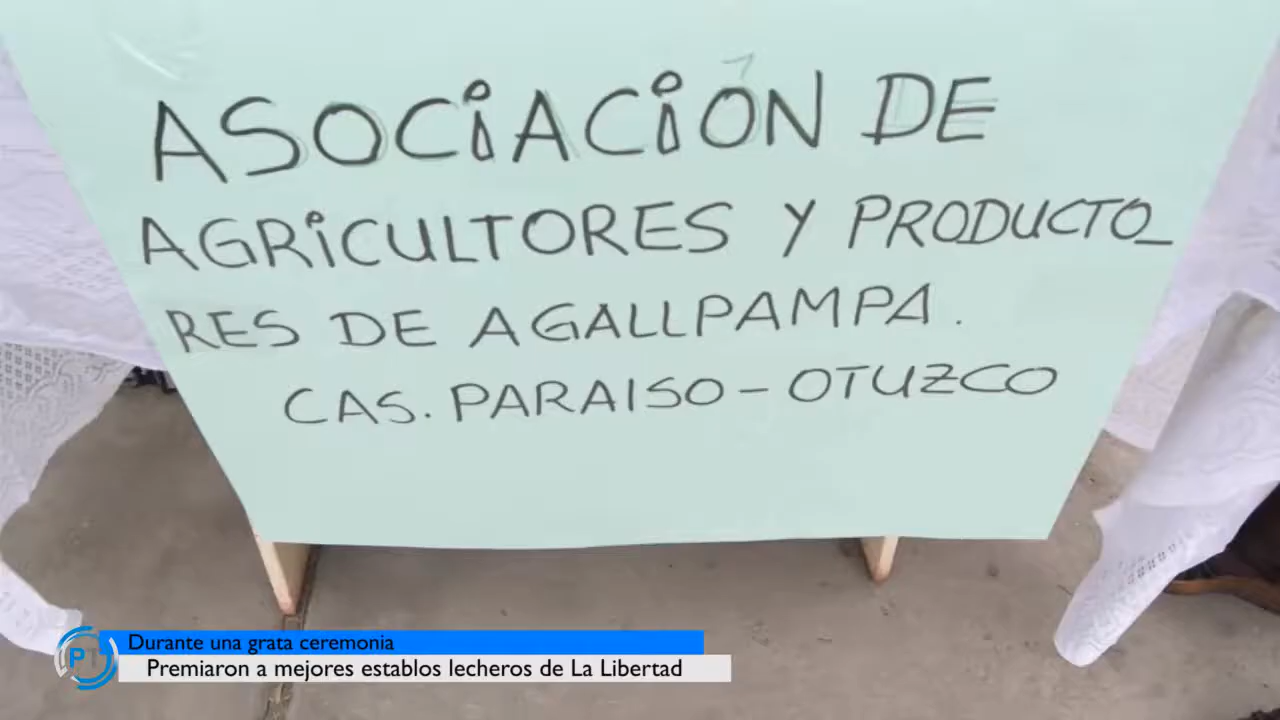 ASOCIACIÓN DE
AGRICULTORES Y PRODUCTO_
RES DE AGALLPAMPA.
CAS. PARAISO - OTUZCO
Durante una grata ceremonia
Premiaron a mejores establos lecheros de La Libertad